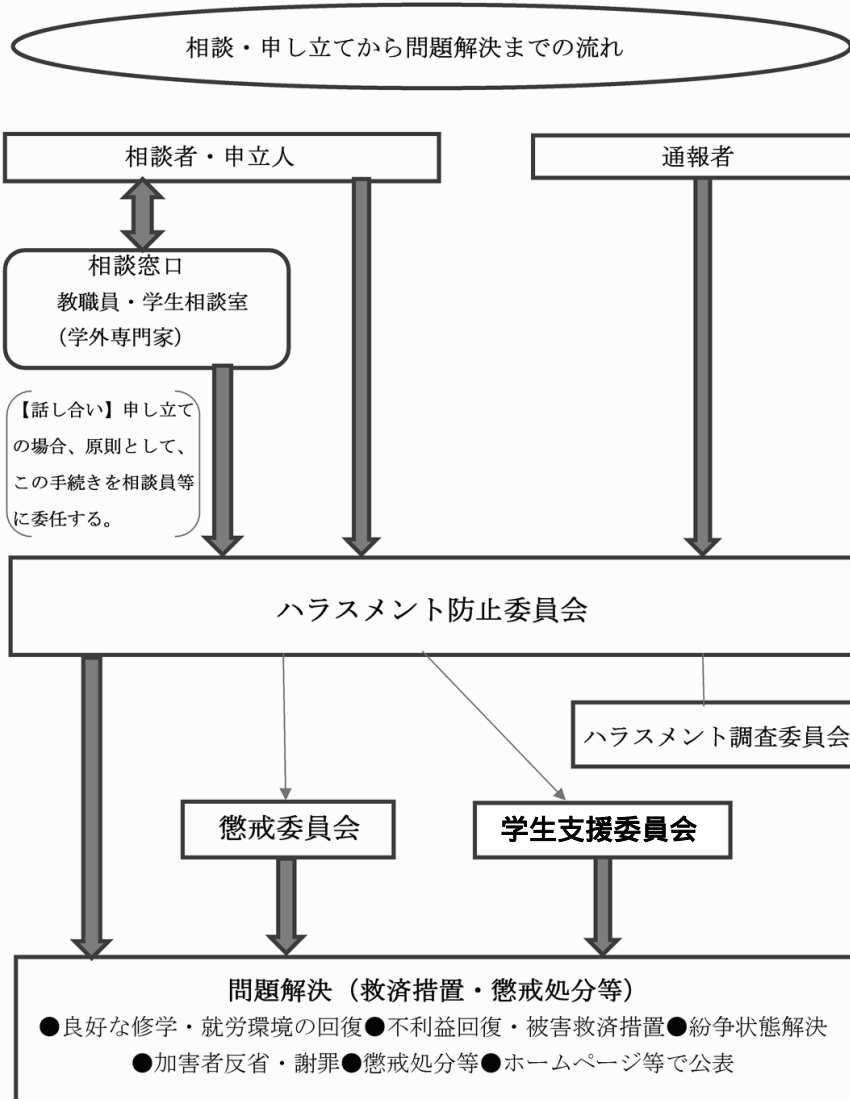 相談・申し立てから問題解決までの流れ
相談者・申立人
通報者
相談窓口
教職員・学生相談室
（学外専門家）
【話し合い】申し立て
の場合、原則として、
この手続きを相談員等
に委任する。
ハラスメント防止委員会
ハラスメント調査委員会
懲戒委員会
学生支援委員会
問題解決（救済措置・懲戒処分等）
●良好な修学・就労環境の回復●不利益回復・被害救済措置●紛争状態解決
●加害者反省・謝罪●懲戒処分等●ホームページ等で公表